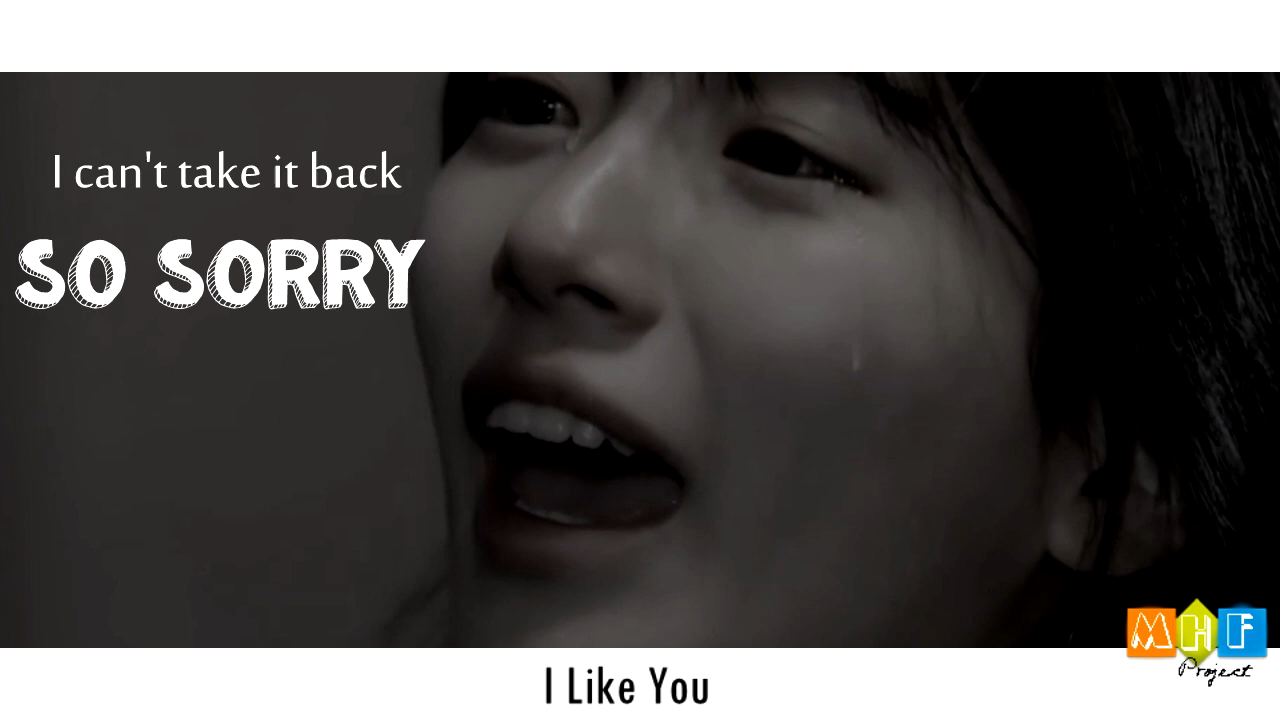 I can't take it back
SO SORRY
MHF
Project
I Like You